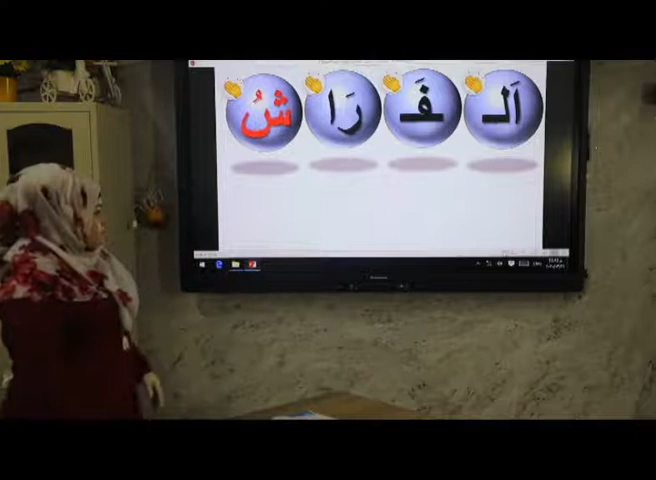 اَلـ فَـ رَا شُ